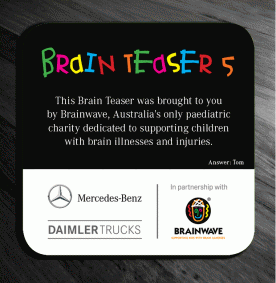 BRAIN TEASER 5
This Brain Teaser was brought to you
by Brainwave, Australia's only paediatric
charity dedicated to supporting children
with brain illnesses and injuries.
Answer: Tom
In partnership with
Mercedes-Benz
DAIMLER TRUCKS
BRAINWAVE